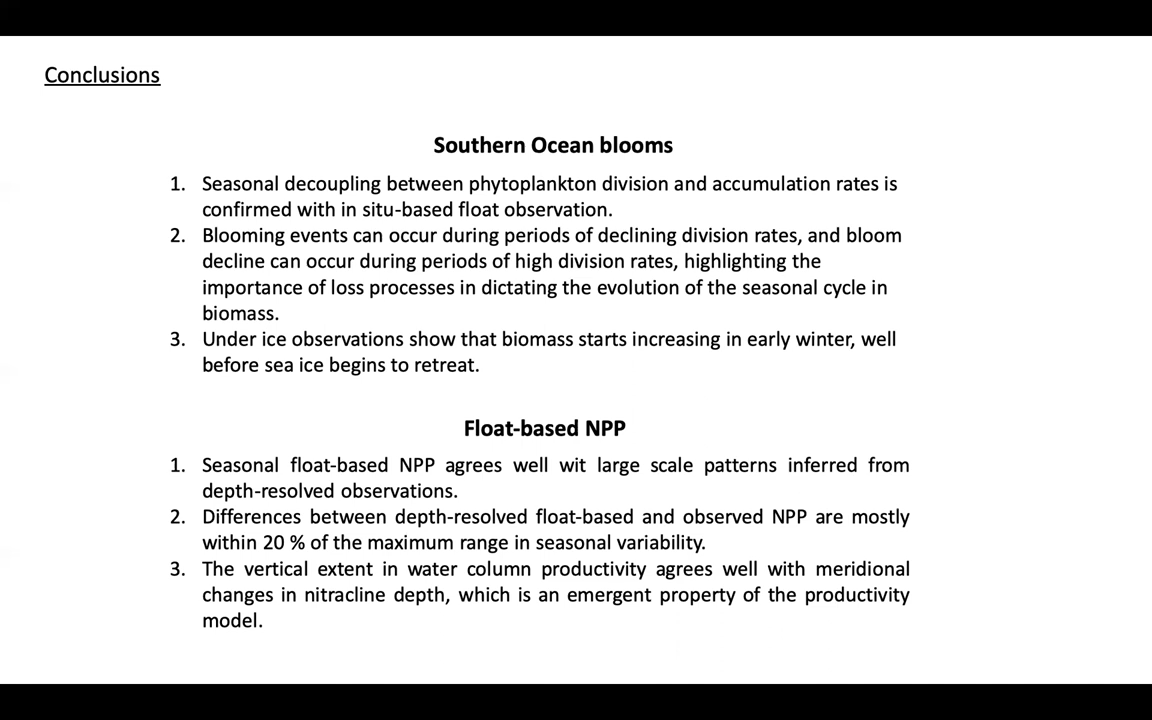 Conclusions
Southern Ocean blooms
1. Seasonal decoupling between phytoplankton division and accumulation rates is
confirmed with in situ-based float observation.
2. Blooming events can occur during periods of declining division rates, and bloom
decline can occur during periods of high division rates, highlighting the
importance of loss processes in dictating the evolution of the seasonal cycle in
biomass.
3. Under ice observations show that biomass starts increasing in early winter, well
before sea ice begins to retreat.
Float-based NPP
1. Seasonal float-based NPP agrees well wit large scale patterns inferred from
depth-resolved observations.
2. Differences between depth-resolved float-based and observed NPP are mostly
within 20 % of the maximum range in seasonal variability.
3. The vertical extent in water column productivity agrees well with meridional
changes in nitracline depth, which is an emergent property of the productivity
model.